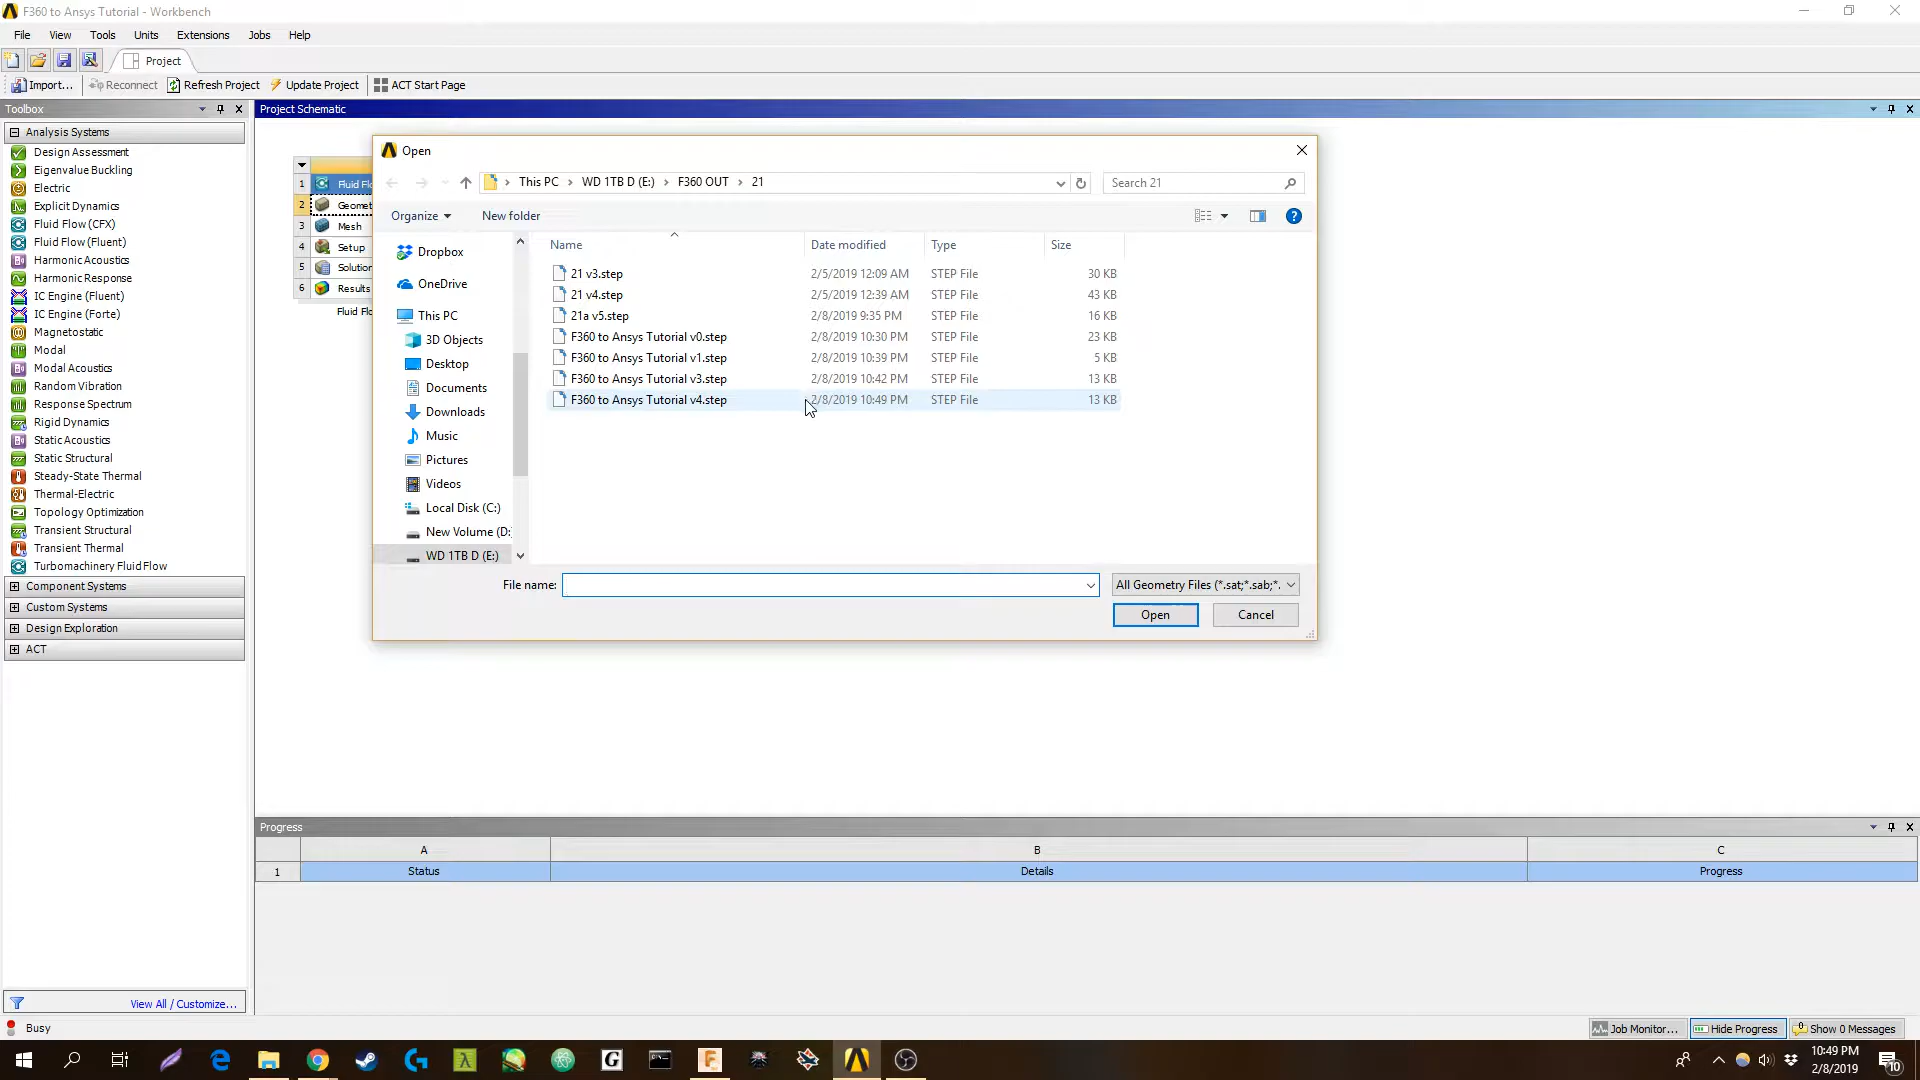 F360 to Ansys Tutorial - Workbench
File View Tools Units Extensions Jobs Help
Project
Import... Reconnect Refresh Project Update Project ACT Start Page
Toolbox
Analysis Systems
Design Assessment
Eigenvalue Buckling
Electric
Explicit Dynamics
Fluid Flow (CFX)
Fluid Flow (Fluent)
Harmonic Acoustics
Harmonic Response
IC Engine (Fluent)
IC Engine (Forte)
Magnetostatic
Modal
Modal Acoustics
Random Vibration
Response Spectrum
Rigid Dynamics
Static Acoustics
Static Structural
Steady-State Thermal
Thermal-Electric
Topology Optimization
Transient Structural
Transient Thermal
Turbomachinery Fluid Flow
Component Systems
Custom Systems
Design Exploration
ACT
View All / Customize...
Project Schematic
1 Fluid Flo
2 Geomet
3 Mesh
4 Setup
5 Solution
6 Results
Fluid Flo
Open
This PC › WD 1TB D (E:) › F360 OUT › 21
Search 21
Organize New folder
Dropbox
OneDrive
This PC
3D Objects
Desktop
Documents
Downloads
Music
Pictures
Videos
Local Disk (C:)
New Volume (D:
WD 1TB D (E:)
Name Date modified Type Size
21 v3.step 2/5/2019 12:09 AM STEP File 30 KB
21 v4.step 2/5/2019 12:39 AM STEP File 43 KB
21a v5.step 2/8/2019 9:35 PM STEP File 16 KB
F360 to Ansys Tutorial v0.step 2/8/2019 10:30 PM STEP File 23 KB
F360 to Ansys Tutorial v1.step 2/8/2019 10:39 PM STEP File 5 KB
F360 to Ansys Tutorial v3.step 2/8/2019 10:42 PM STEP File 13 KB
F360 to Ansys Tutorial v4.step 2/8/2019 10:49 PM STEP File 13 KB
File name: All Geometry Files (*.sat;*.sab;*.
Open Cancel
Progress
A B C
1 Status Details Progress
Busy
Job Monitor... Hide Progress Show 0 Messages
10:49 PM
2/8/2019
10